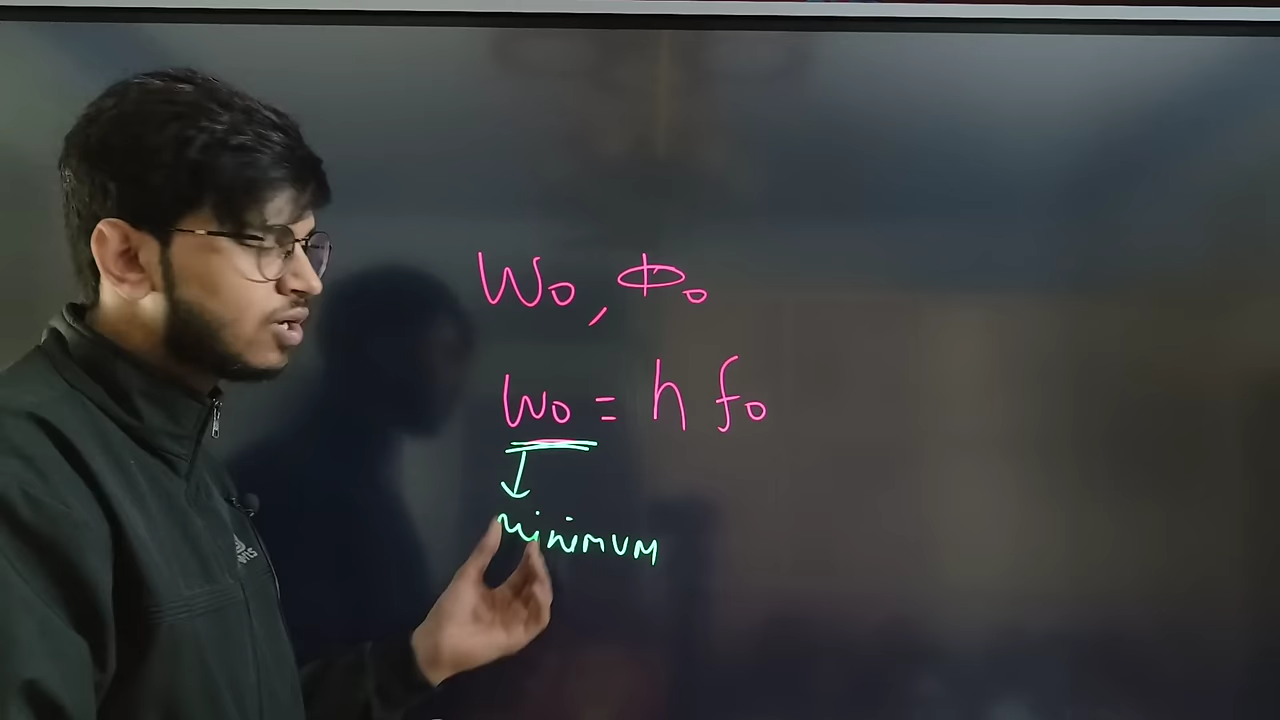 W₀, Φ₀
W₀ = h f₀
↓
minimum